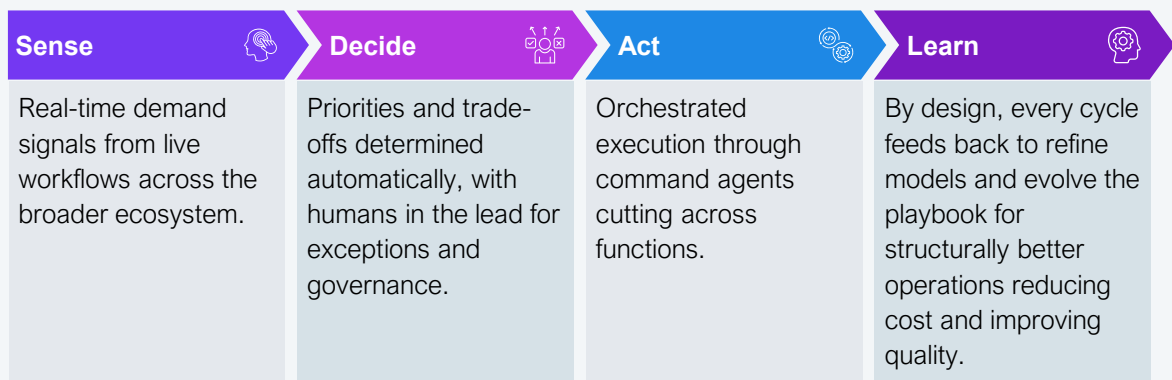 Sense
Real-time demand
signals from live
workflows across the
broader ecosystem.
Decide
Priorities and trade-
offs determined
automatically, with
humans in the lead for
exceptions and
governance.
Act
Orchestrated
execution through
command agents
cutting across
functions.
Learn
By design, every cycle
feeds back to refine
models and evolve the
playbook for
structurally better
operations reducing
cost and improving
quality.